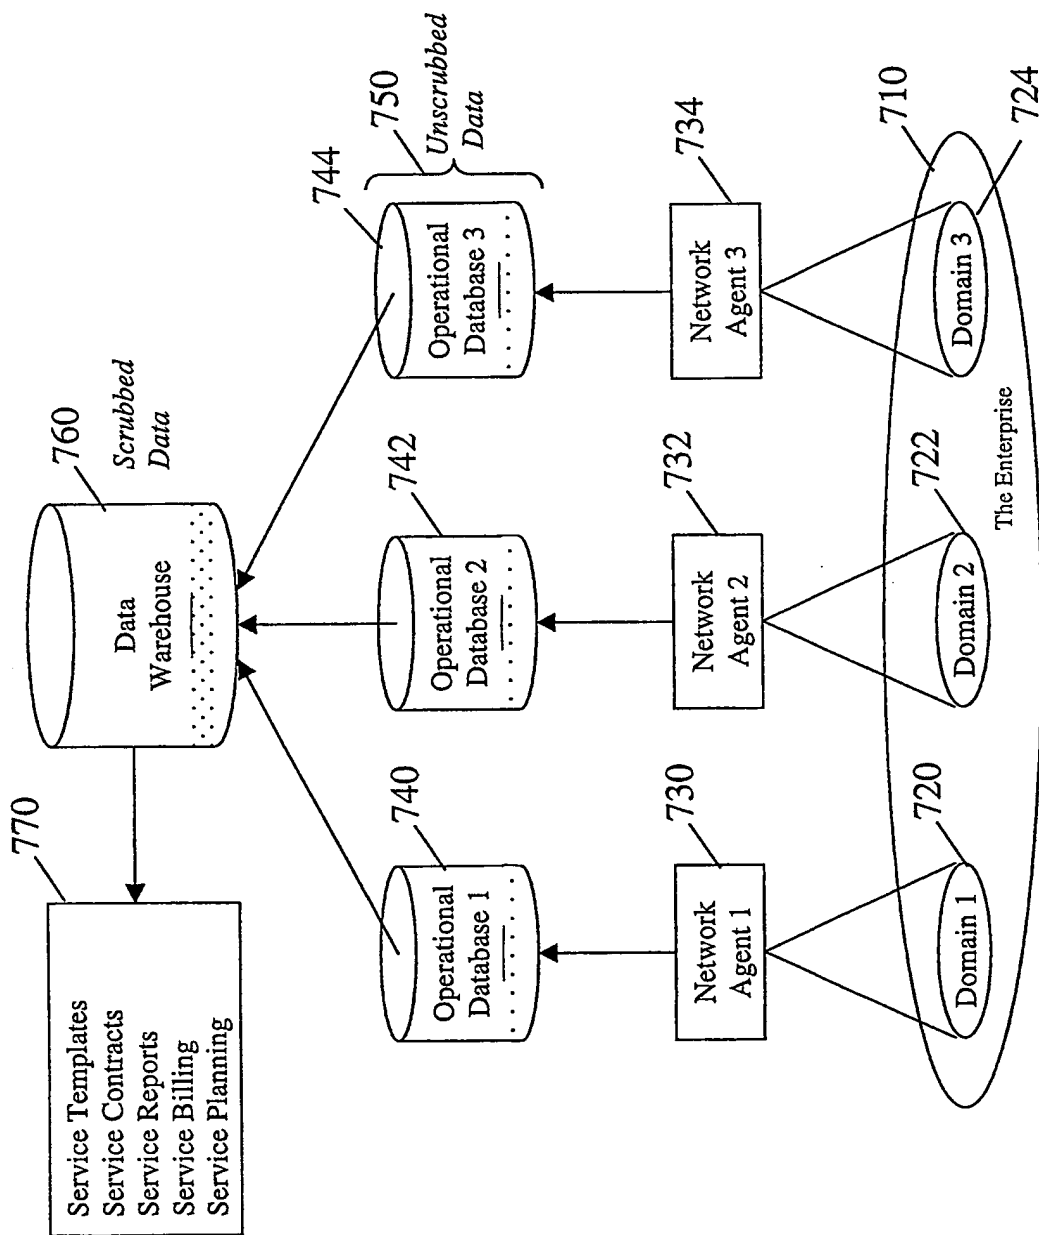 770
Service Templates
Service Contracts
Service Reports
Service Billing
Service Planning
760
Scrubbed
Data
Data
Warehouse
740
Operational
Database 1
742
Operational
Database 2
744
Operational
Database 3
750
Unscrubbed
Data
730
Network
Agent 1
732
Network
Agent 2
734
Network
Agent 3
710
720
Domain 1
722
Domain 2
724
Domain 3
The Enterprise